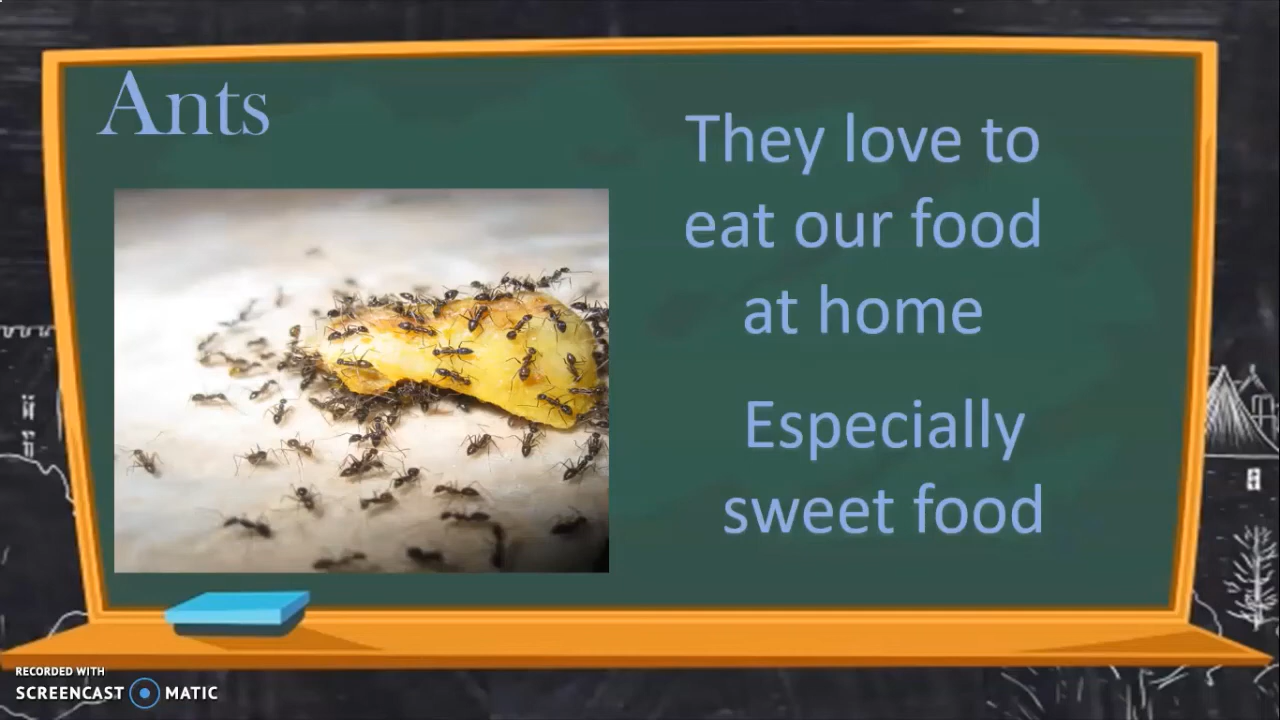 Ants
They love to
eat our food
at home
Especially
sweet food
RECORDED WITH
SCREENCAST MATIC